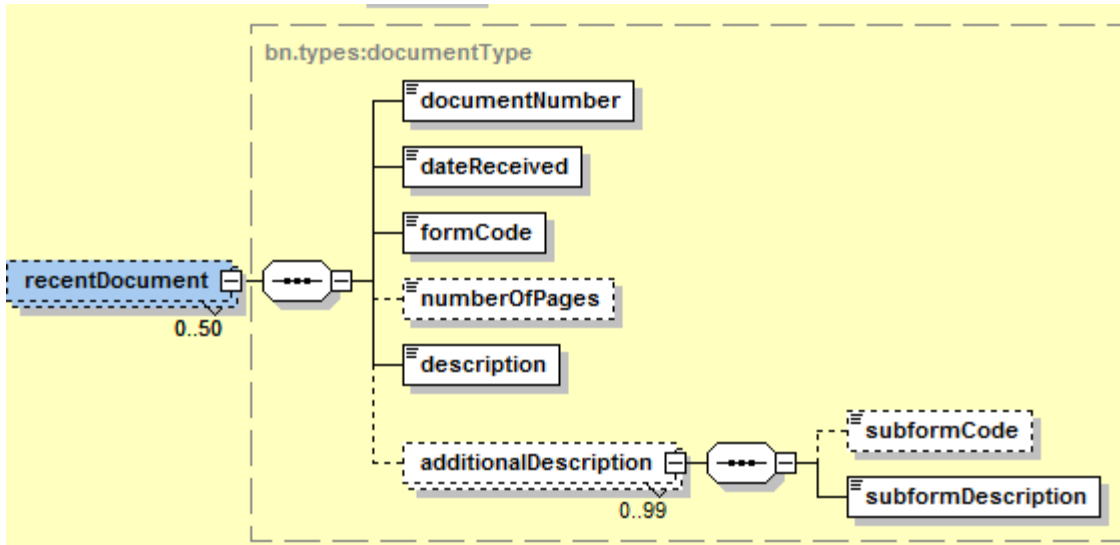 bn.types:documentType
documentNumber
dateReceived
formCode
recentDocument
0..50
numberOfPages
description
additionalDescription
0..99
subformCode
subformDescription